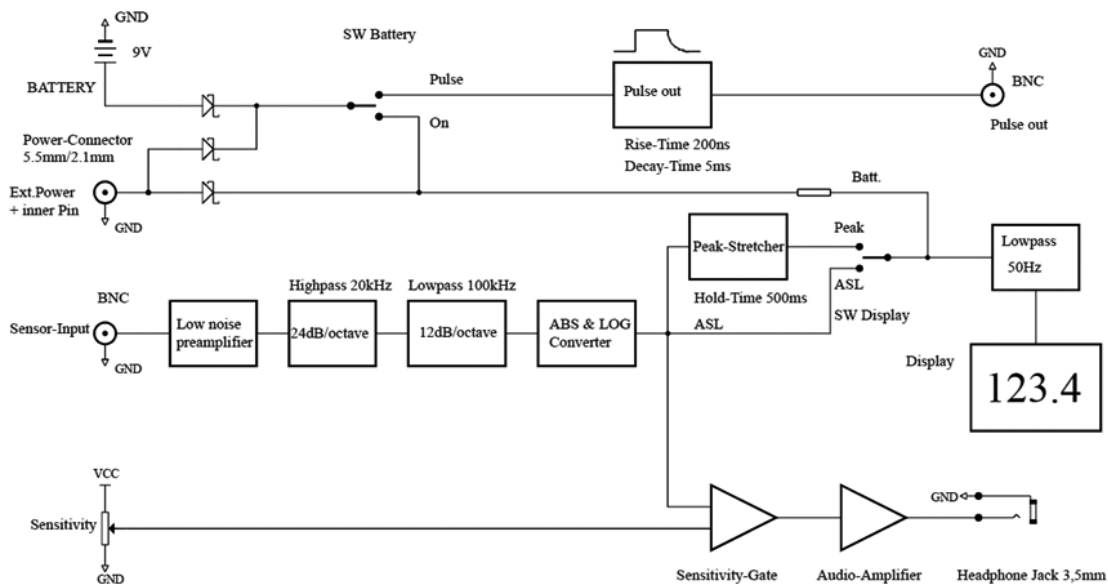 GND
SW Battery
9V
BATTERY
Pulse
On
Pulse out
Rise-Time 200ns
Decay-Time 5ms
GND
BNC
Pulse out
Power-Connector
5.5mm/2.1mm
Ext.Power
+ inner Pin
GND
Batt.
Peak-Stretcher
Hold-Time 500ms
Peak
ASL
SW Display
Lowpass
50Hz
BNC
Sensor-Input
GND
Low noise
preamplifier
Highpass 20kHz
24dB/octave
Lowpass 100kHz
12dB/octave
ABS & LOG
Converter
ASL
Display
123.4
VCC
Sensitivity
GND
Sensitivity-Gate
Audio-Amplifier
GND
Headphone Jack 3,5mm